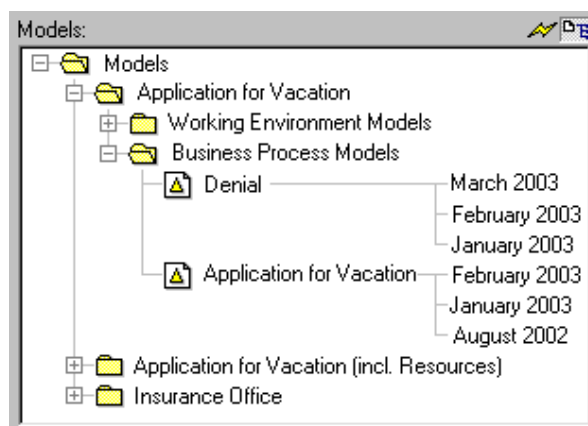 Models:
Models
Application for Vacation
Working Environment Models
Business Process Models
Denial March 2003
February 2003
January 2003
Application for Vacation February 2003
January 2003
August 2002
Application for Vacation (incl. Resources)
Insurance Office